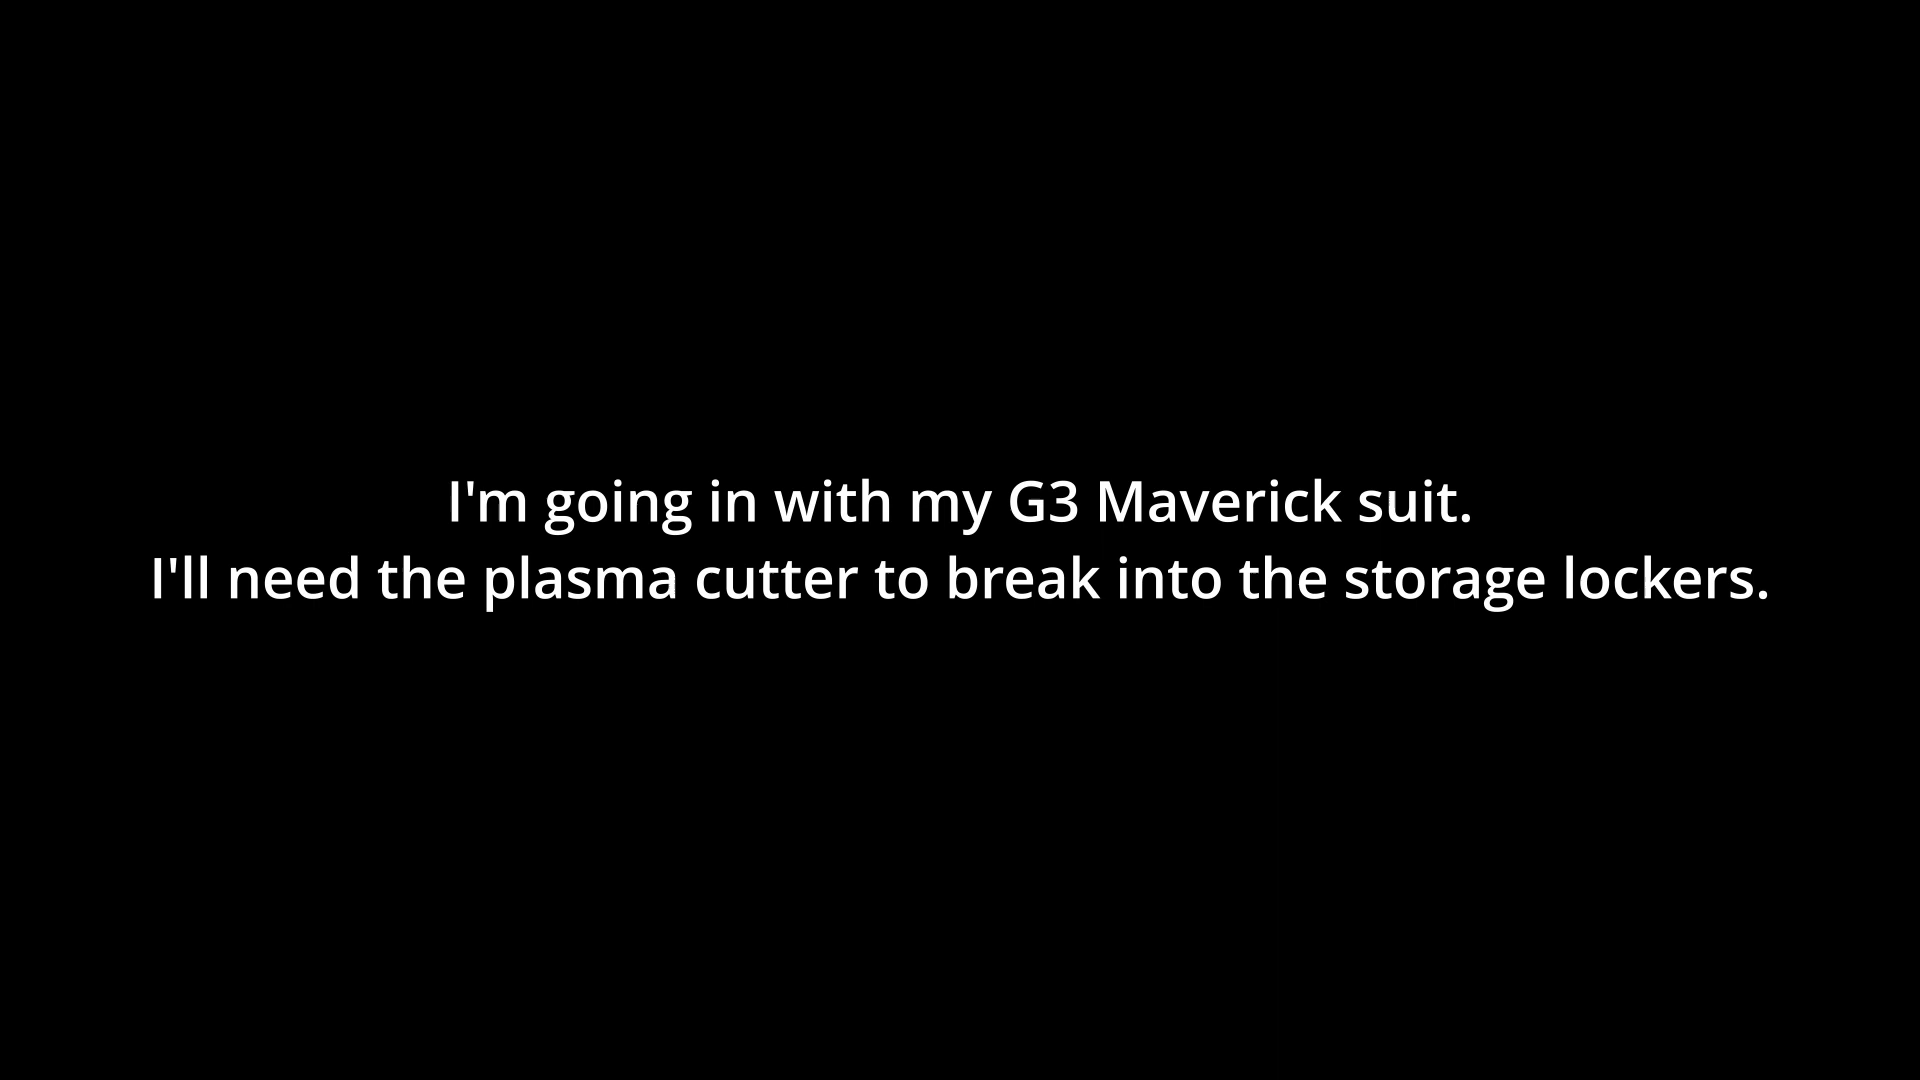 I'm going in with my G3 Maverick suit.
I'll need the plasma cutter to break into the storage lockers.